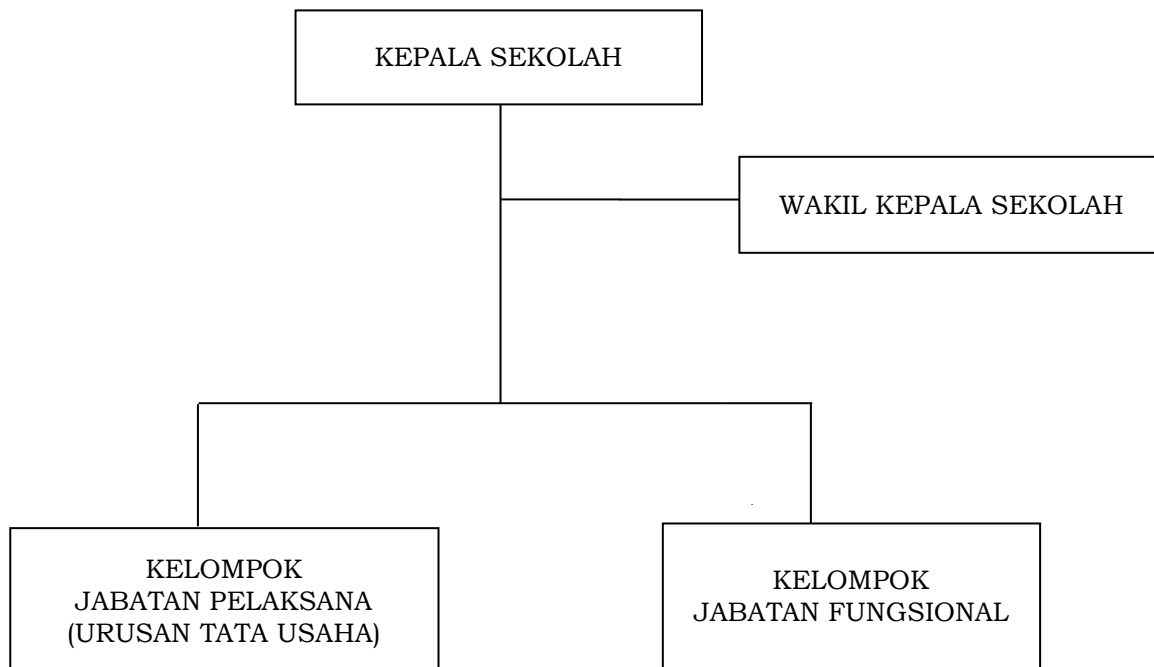 KEPALA SEKOLAH
WAKIL KEPALA SEKOLAH
KELOMPOK
JABATAN PELAKSANA
(URUSAN TATA USAHA)
KELOMPOK
JABATAN FUNGSIONAL